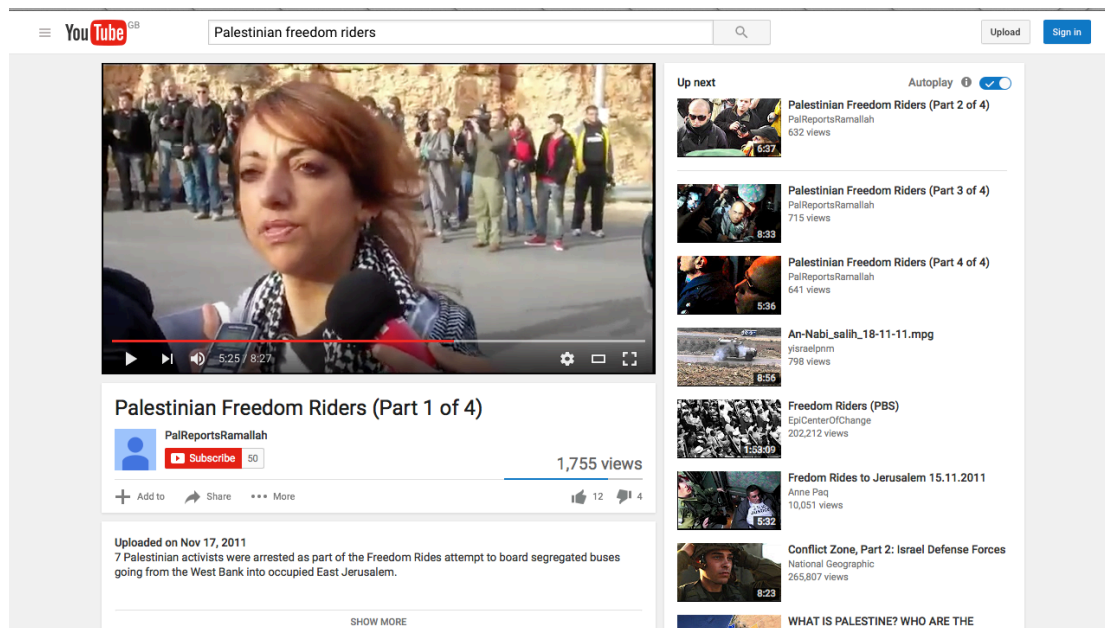 YouTube GB
Palestinian freedom riders
Upload
Sign in
5:25 / 8:27
Palestinian Freedom Riders (Part 1 of 4)
PalReportsRamallah
Subscribe 50
1,755 views
Add to Share More
12 4
Uploaded on Nov 17, 2011
7 Palestinian activists were arrested as part of the Freedom Rides attempt to board segregated buses
going from the West Bank into occupied East Jerusalem.
SHOW MORE
Up next Autoplay
Palestinian Freedom Riders (Part 2 of 4)
PalReportsRamallah
632 views
6:37
Palestinian Freedom Riders (Part 3 of 4)
PalReportsRamallah
715 views
8:33
Palestinian Freedom Riders (Part 4 of 4)
PalReportsRamallah
641 views
5:36
An-Nabi_salih_18-11-11.mpg
yisraelpnm
798 views
8:56
Freedom Riders (PBS)
EpiCenterOfChange
202,212 views
1:53:09
Fredom Rides to Jerusalem 15.11.2011
Anne Paq
10,051 views
5:32
Conflict Zone, Part 2: Israel Defense Forces
National Geographic
265,807 views
8:23
WHAT IS PALESTINE? WHO ARE THE